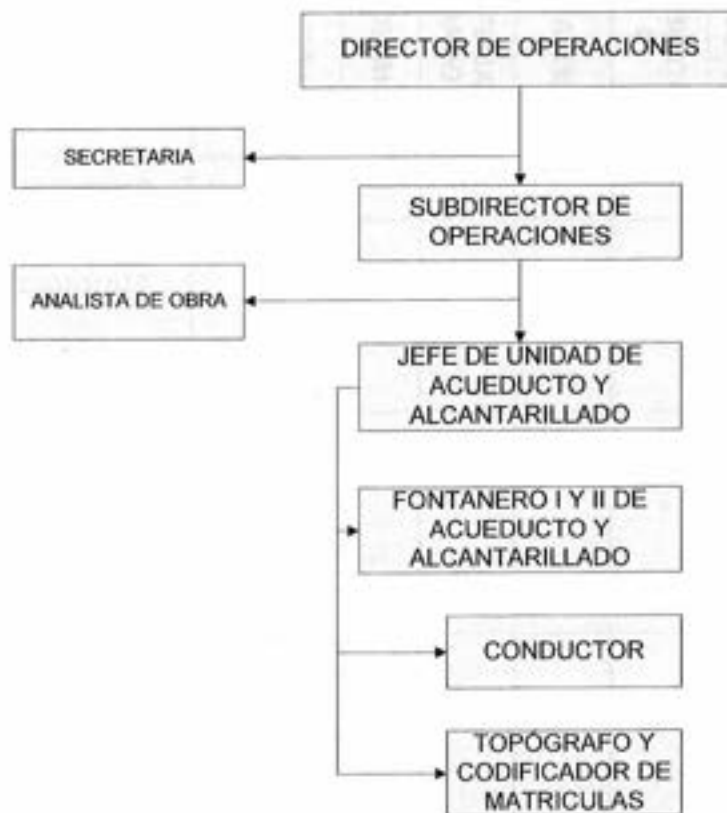 DIRECTOR DE OPERACIONES
SECRETARIA
SUBDIRECTOR DE
OPERACIONES
ANALISTA DE OBRA
JEFE DE UNIDAD DE
ACUEDUCTO Y
ALCANTARILLADO
FONTANERO I Y II DE
ACUEDUCTO Y
ALCANTARILLADO
CONDUCTOR
TOPÓGRAFO Y
CODIFICADOR DE
MATRICULAS